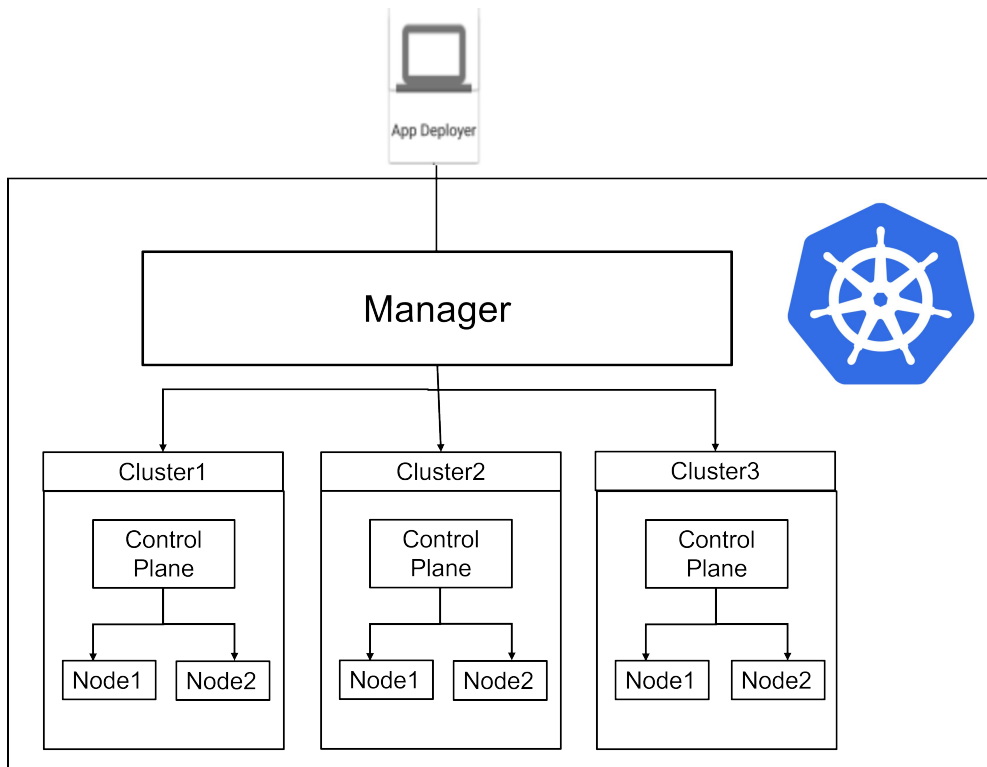 App Deployer
Manager
Cluster1
Cluster2
Cluster3
Control
Plane
Control
Plane
Control
Plane
Node1
Node2
Node1
Node2
Node1
Node2